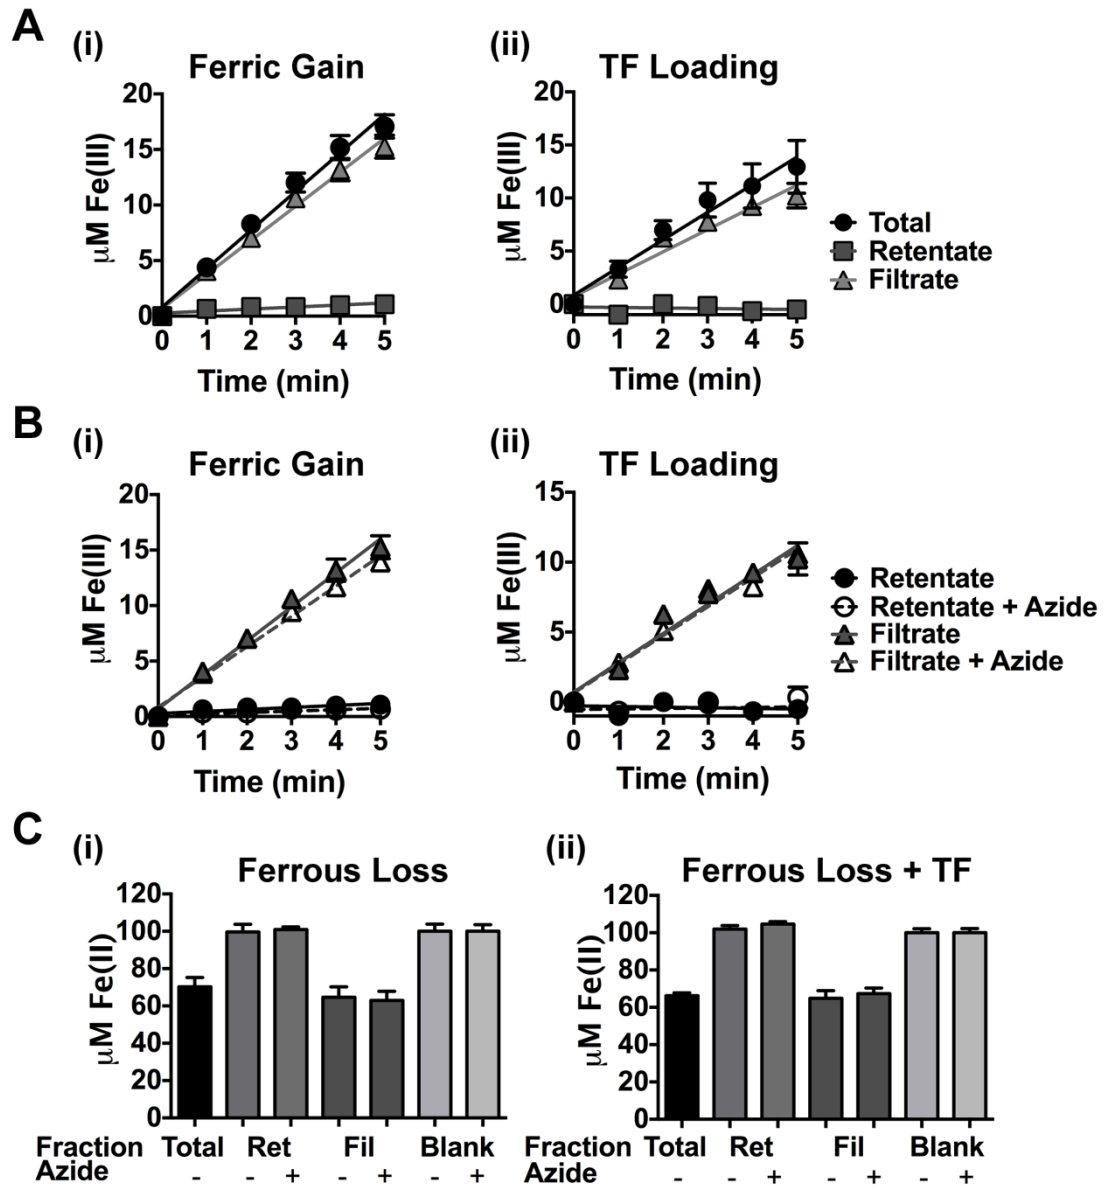 A
(i)
Ferric Gain
μM Fe(III)
20
15
10
5
0
0 1 2 3 4 5
Time (min)
(ii)
TF Loading
μM Fe(III)
20
15
10
5
0
0 1 2 3 4 5
Time (min)
Total
Retentate
Filtrate
B
(i)
Ferric Gain
μM Fe(III)
20
15
10
5
0
0 1 2 3 4 5
Time (min)
(ii)
TF Loading
μM Fe(III)
15
10
5
0
0 1 2 3 4 5
Time (min)
Retentate
Retentate + Azide
Filtrate
Filtrate + Azide
C
(i)
Ferrous Loss
μM Fe(II)
120
100
80
60
40
20
0
Fraction Total Ret Fil Blank
Azide - - + - + - +
(ii)
Ferrous Loss + TF
μM Fe(II)
120
100
80
60
40
20
0
Fraction Total Ret Fil Blank
Azide - - + - + - +